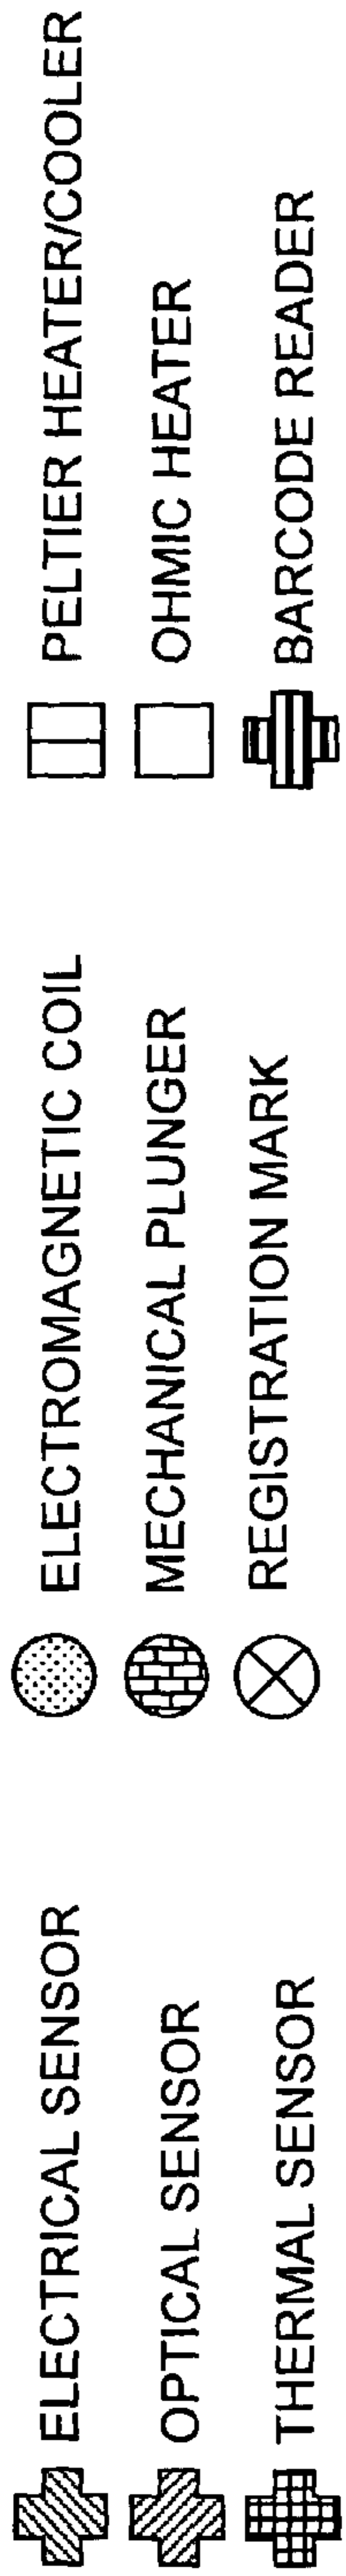 ELECTRICAL SENSOR
OPTICAL SENSOR
THERMAL SENSOR
ELECTROMAGNETIC COIL
MECHANICAL PLUNGER
REGISTRATION MARK
PELTIER HEATER/COOLER
OHMIC HEATER
BARCODE READER